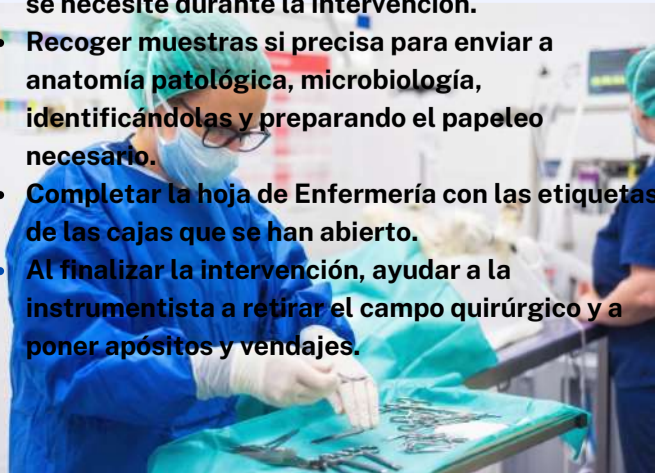 se necesite durante la intervención.
• Recoger muestras si precisa para enviar a
anatomía patológica, microbiología,
identificándolas y preparando el papeleo
necesario.
• Completar la hoja de Enfermería con las etiquetas
de las cajas que se han abierto.
• Al finalizar la intervención, ayudar a la
instrumentista a retirar el campo quirúrgico y a
poner apósitos y vendajes.